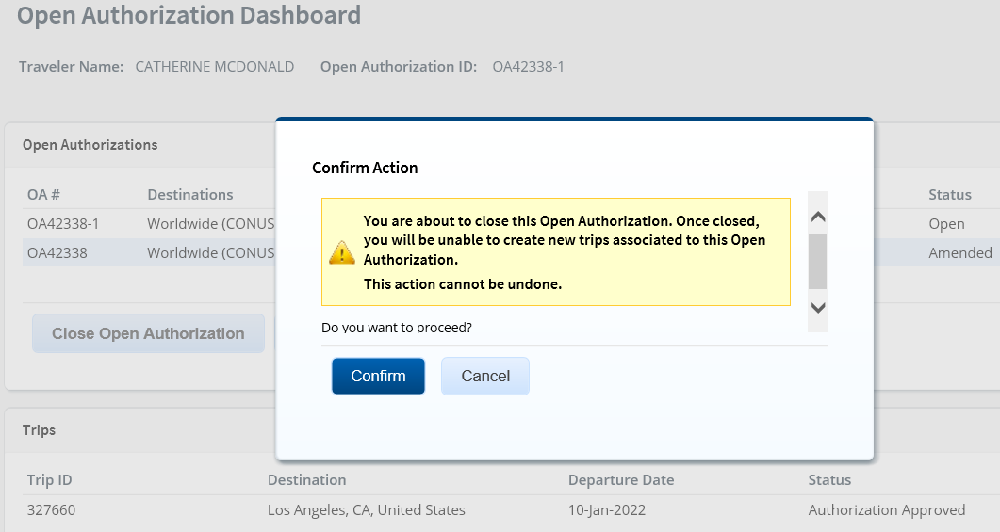 Open Authorization Dashboard
Traveler Name: CATHERINE MCDONALD Open Authorization ID: OA42338-1
Open Authorizations
OA # Destinations Status
OA42338-1 Worldwide (CONUS Open
OA42338 Worldwide (CONUS Amended
Close Open Authorization
Confirm Action
You are about to close this Open Authorization. Once closed,
you will be unable to create new trips associated to this Open
Authorization.
This action cannot be undone.
Do you want to proceed?
Confirm Cancel
Trips
Trip ID Destination Departure Date Status
327660 Los Angeles, CA, United States 10-Jan-2022 Authorization Approved